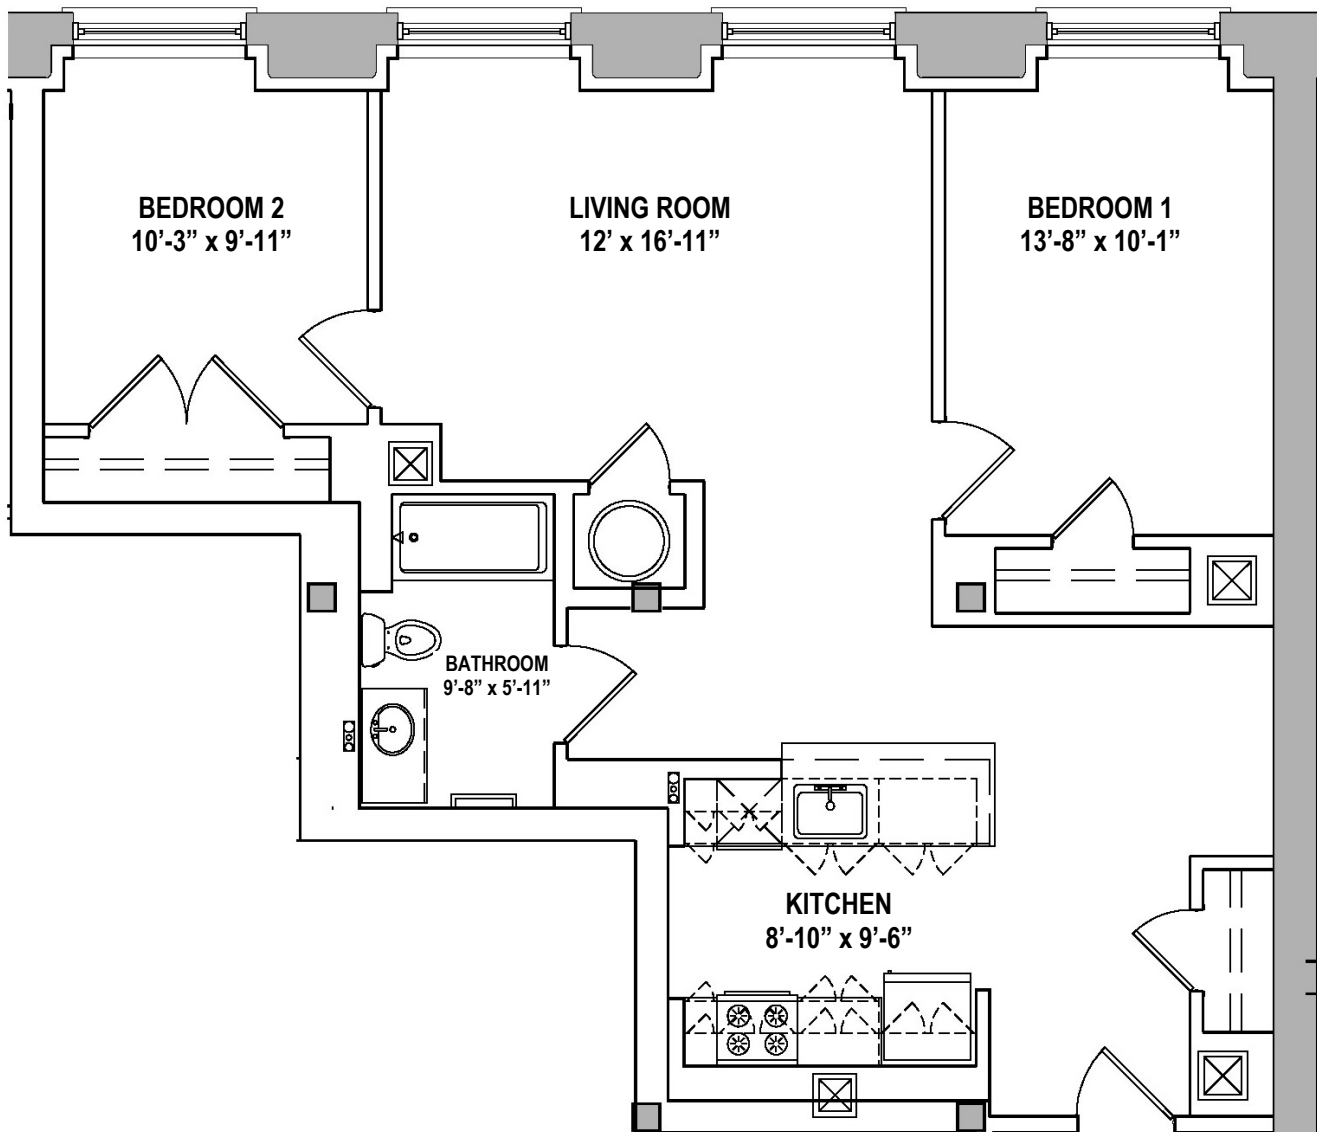 BEDROOM 2
10’-3” x 9’-11”
LIVING ROOM
12’ x 16’-11”
BEDROOM 1
13’-8” x 10’-1”
BATHROOM
9’-8” x 5’-11”
KITCHEN
8’-10” x 9’-6”